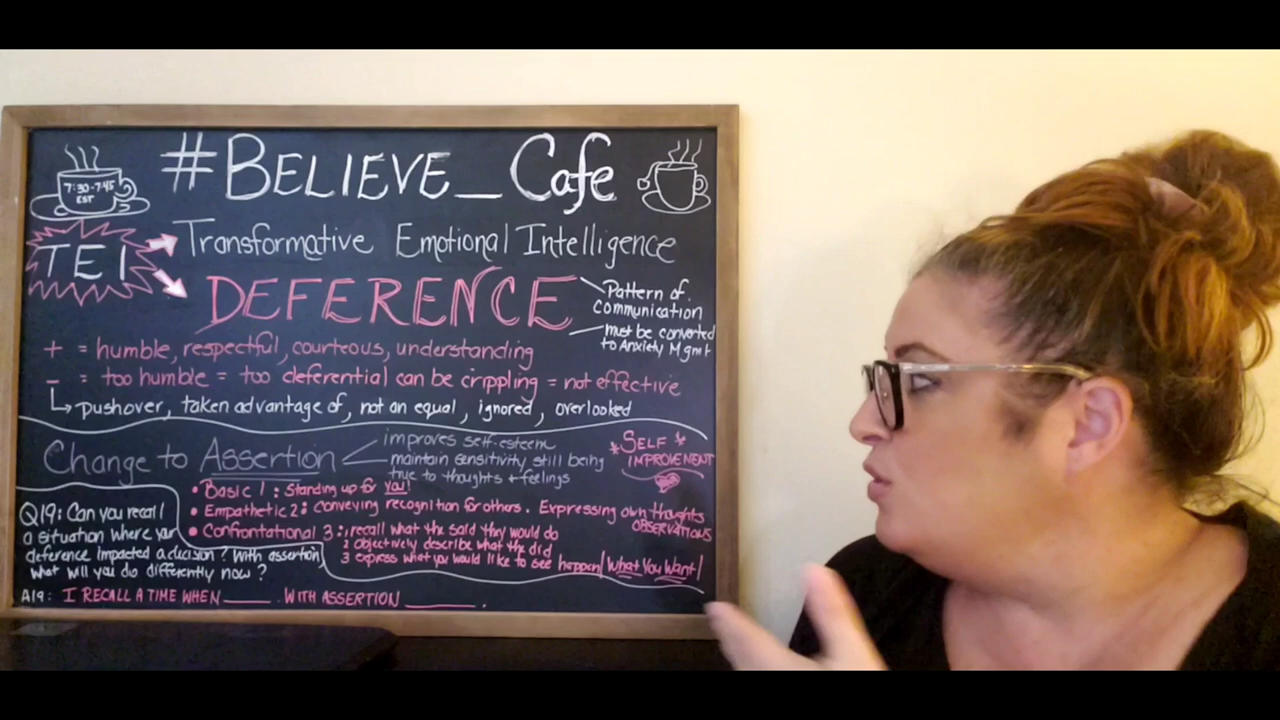 #BELIEVE_Cafe
7:30-7:45
EST
TEI
Transformative Emotional Intelligence
DEFERENCE
Pattern of
communication
must be converted
to Anxiety Mgmt
+ = humble, respectful, courteous, understanding
- = too humble = too deferential can be crippling = not effective
pushover, taken advantage of, not an equal, ignored, overlooked
Change to Assertion
improves self-esteem
maintain sensitivity still being
true to thoughts + feelings
*SELF*
IMPROVEMENT
• Basic 1: Standing up for you!
• Empathetic 2: conveying recognition for others. Expressing own thoughts
OBSERVATIONS
• Confrontational 3: 1 recall what the said they would do
2 objectively describe what the did
3 express what you would like to see happen/What You Want/
Q19: Can you recall
a situation where your
deference impacted a decision? With assertion,
what will you do differently now?
A19: I RECALL A TIME WHEN ______. WITH ASSERTION ________.